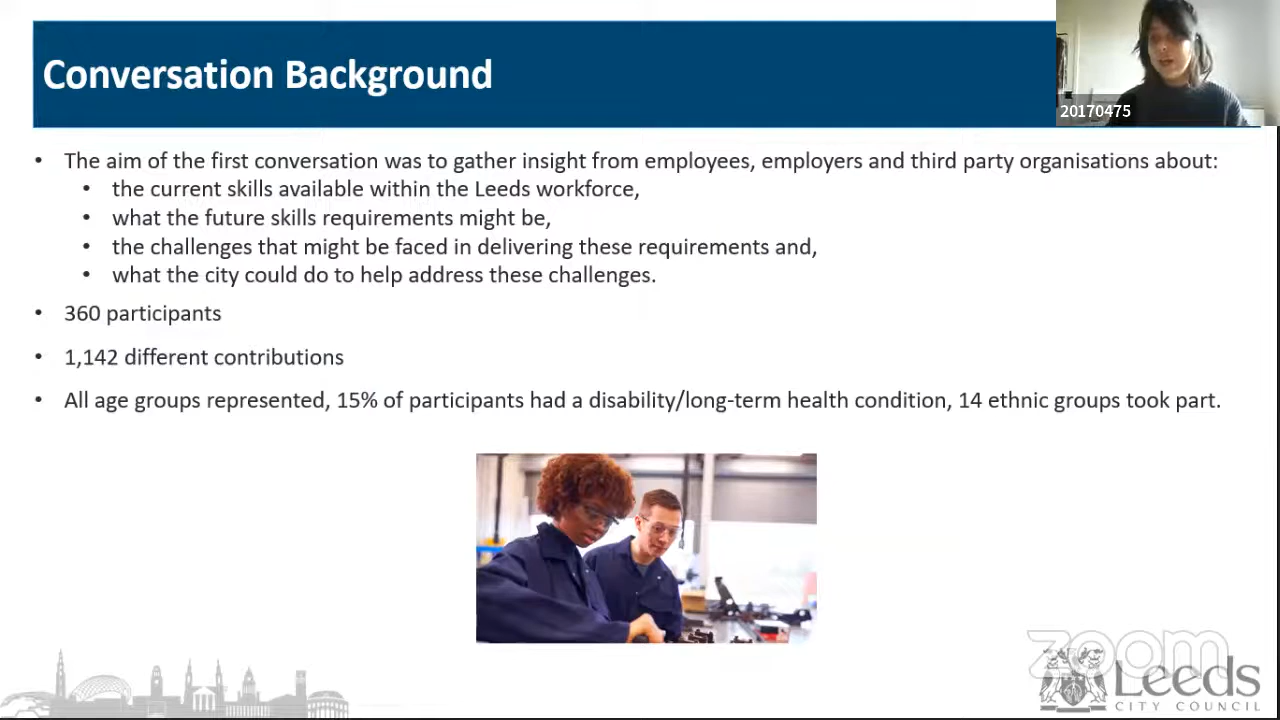 Conversation Background
20170475
• The aim of the first conversation was to gather insight from employees, employers and third party organisations about:
• the current skills available within the Leeds workforce,
• what the future skills requirements might be,
• the challenges that might be faced in delivering these requirements and,
• what the city could do to help address these challenges.
• 360 participants
• 1,142 different contributions
• All age groups represented, 15% of participants had a disability/long-term health condition, 14 ethnic groups took part.
zoom
Leeds
CITY COUNCIL